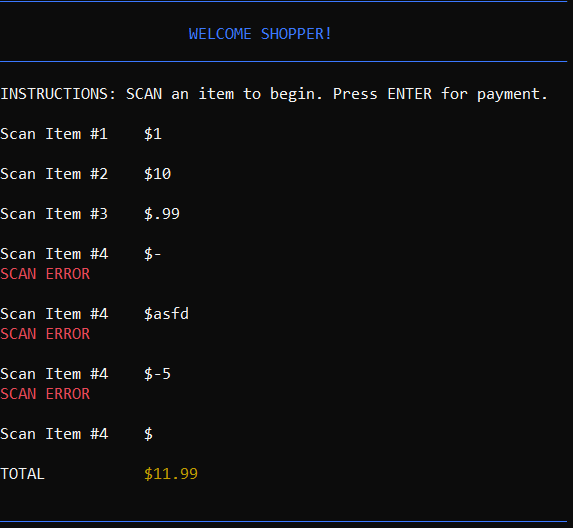 WELCOME SHOPPER!
INSTRUCTIONS: SCAN an item to begin. Press ENTER for payment.
Scan Item #1 $1
Scan Item #2 $10
Scan Item #3 $.99
Scan Item #4 $-
SCAN ERROR
Scan Item #4 $asfd
SCAN ERROR
Scan Item #4 $-5
SCAN ERROR
Scan Item #4 $
TOTAL $11.99